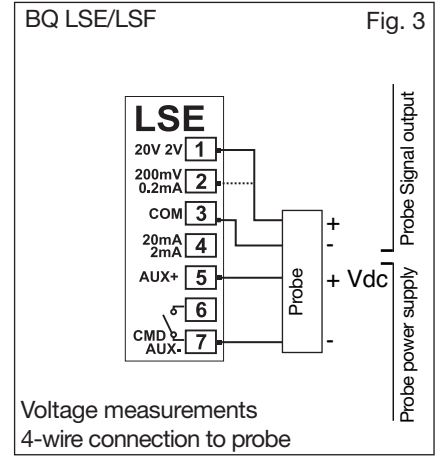 BQ LSE/LSF
Fig. 3
LSE
20V 2V 1
200mV
0.2mA 2
COM 3
20mA
2mA 4
AUX+ 5
6
CMD
AUX- 7
Probe
+
-
+ Vdc
-
Probe Signal output
Probe power supply
Voltage measurements
4-wire connection to probe